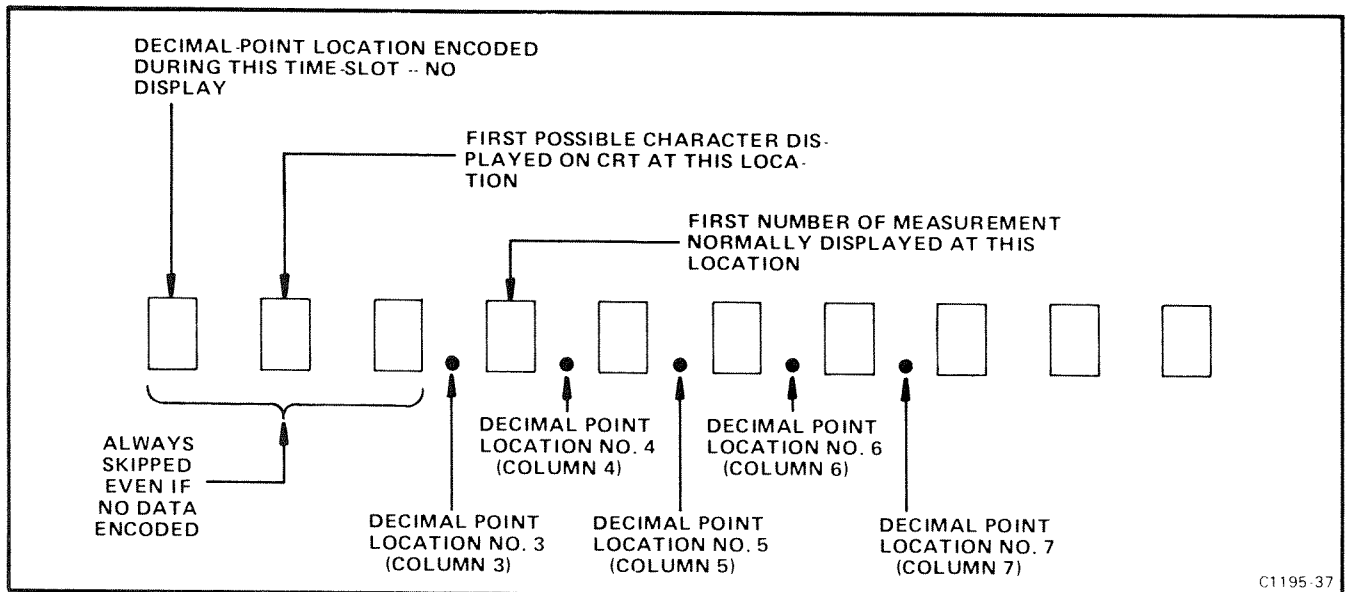 DECIMAL-POINT LOCATION ENCODED
DURING THIS TIME-SLOT -- NO
DISPLAY
FIRST POSSIBLE CHARACTER DIS-
PLAYED ON CRT AT THIS LOCA-
TION
FIRST NUMBER OF MEASUREMENT
NORMALLY DISPLAYED AT THIS
LOCATION
ALWAYS
SKIPPED
EVEN IF
NO DATA
ENCODED
DECIMAL POINT
LOCATION NO. 3
(COLUMN 3)
DECIMAL POINT
LOCATION NO. 4
(COLUMN 4)
DECIMAL POINT
LOCATION NO. 5
(COLUMN 5)
DECIMAL POINT
LOCATION NO. 6
(COLUMN 6)
DECIMAL POINT
LOCATION NO. 7
(COLUMN 7)
C1195-37